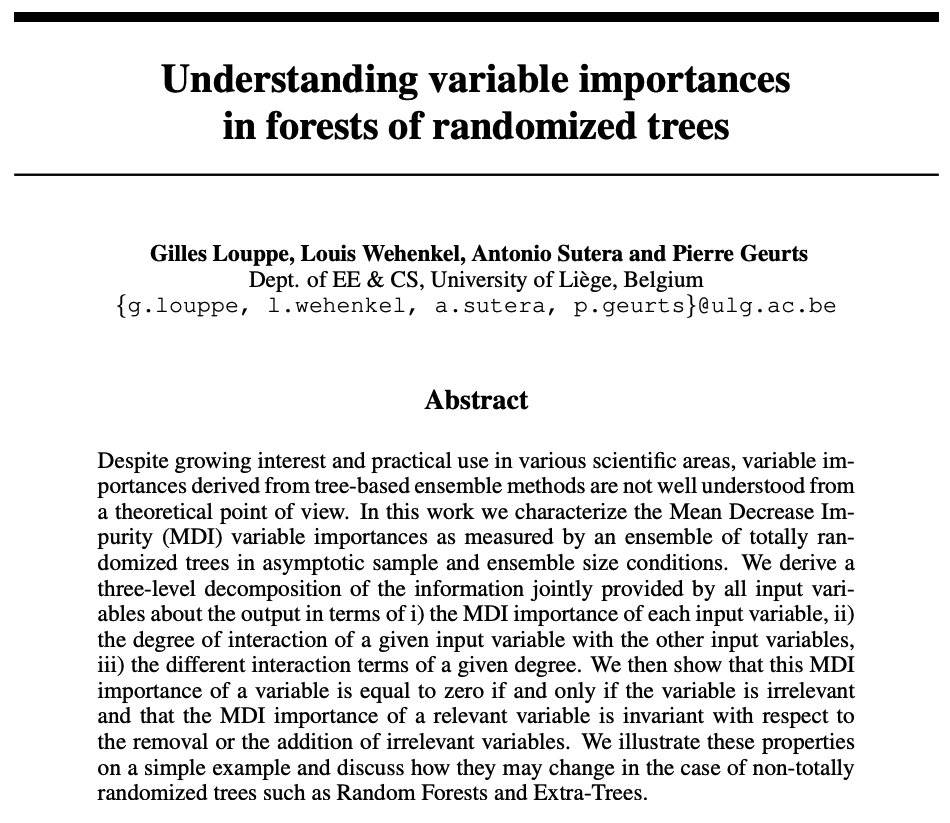 Understanding variable importances
in forests of randomized trees
Gilles Louppe, Louis Wehenkel, Antonio Sutera and Pierre Geurts
Dept. of EE & CS, University of Liège, Belgium
{g.louppe, l.wehenkel, a.sutera, p.geurts}@ulg.ac.be
Abstract
Despite growing interest and practical use in various scientific areas, variable im-
portances derived from tree-based ensemble methods are not well understood from
a theoretical point of view. In this work we characterize the Mean Decrease Im-
purity (MDI) variable importances as measured by an ensemble of totally ran-
domized trees in asymptotic sample and ensemble size conditions. We derive a
three-level decomposition of the information jointly provided by all input vari-
ables about the output in terms of i) the MDI importance of each input variable, ii)
the degree of interaction of a given input variable with the other input variables,
iii) the different interaction terms of a given degree. We then show that this MDI
importance of a variable is equal to zero if and only if the variable is irrelevant
and that the MDI importance of a relevant variable is invariant with respect to
the removal or the addition of irrelevant variables. We illustrate these properties
on a simple example and discuss how they may change in the case of non-totally
randomized trees such as Random Forests and Extra-Trees.